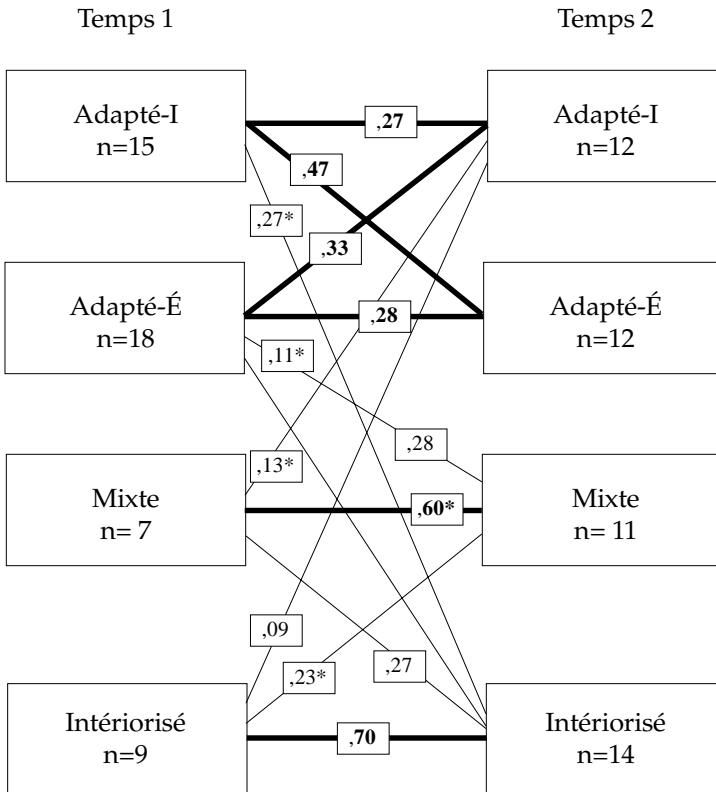 Temps 1
Temps 2
Adapté-I
n=15
,27
Adapté-I
n=12
,47
,27*
,33
Adapté-É
n=18
,28
Adapté-É
n=12
,11*
,28
,13*
Mixte
n= 7
,60*
Mixte
n= 11
,09
,23*
,27
Intériorisé
n=9
,70
Intériorisé
n=14